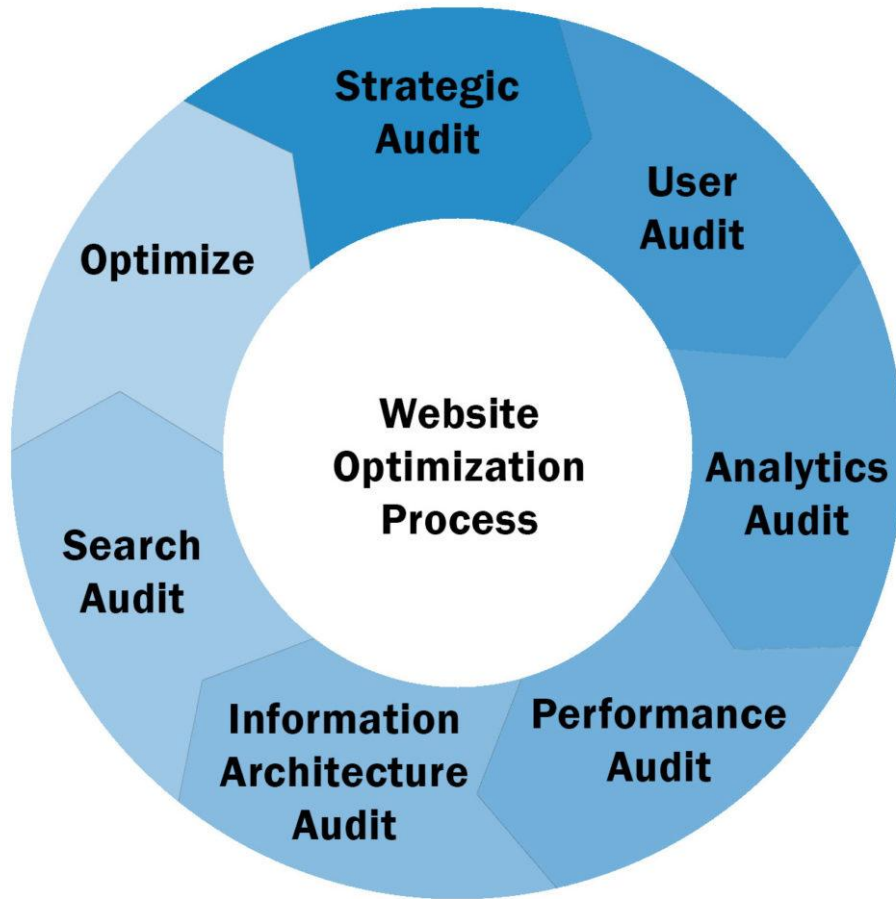 Strategic
Audit
User
Audit
Analytics
Audit
Performance
Audit
Information
Architecture
Audit
Search
Audit
Optimize
Website
Optimization
Process